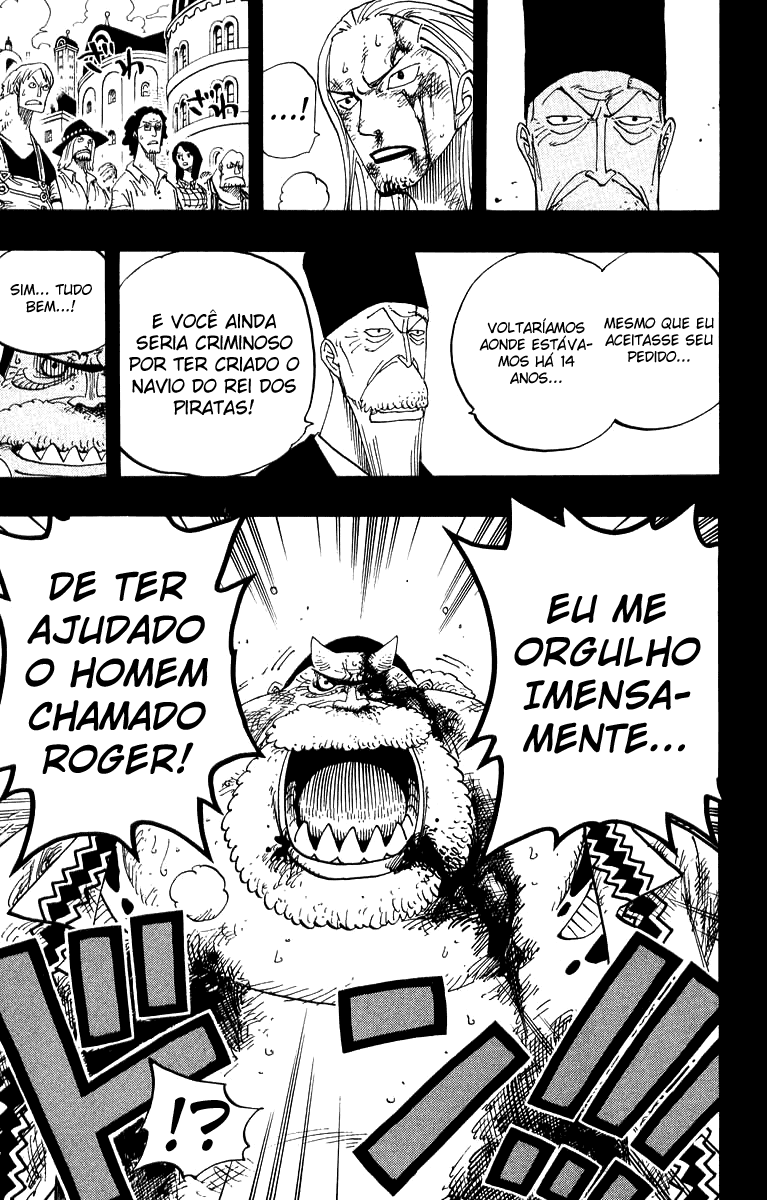 ....!
MESMO QUE EU
ACEITASSE SEU
PEDIDO...
VOLTARÍAMOS
AONDE ESTÁVA-
MOS HÁ 14
ANOS...
E VOCÊ AINDA
SERIA CRIMINOSO
POR TER CRIADO O
NAVIO DO REI DOS
PIRATAS!
SIM... TUDO
BEM...!
EU ME
ORGULHO
IMENSA-
MENTE...
DE TER
AJUDADO
O HOMEM
CHAMADO
ROGER!
ドン!!
!?